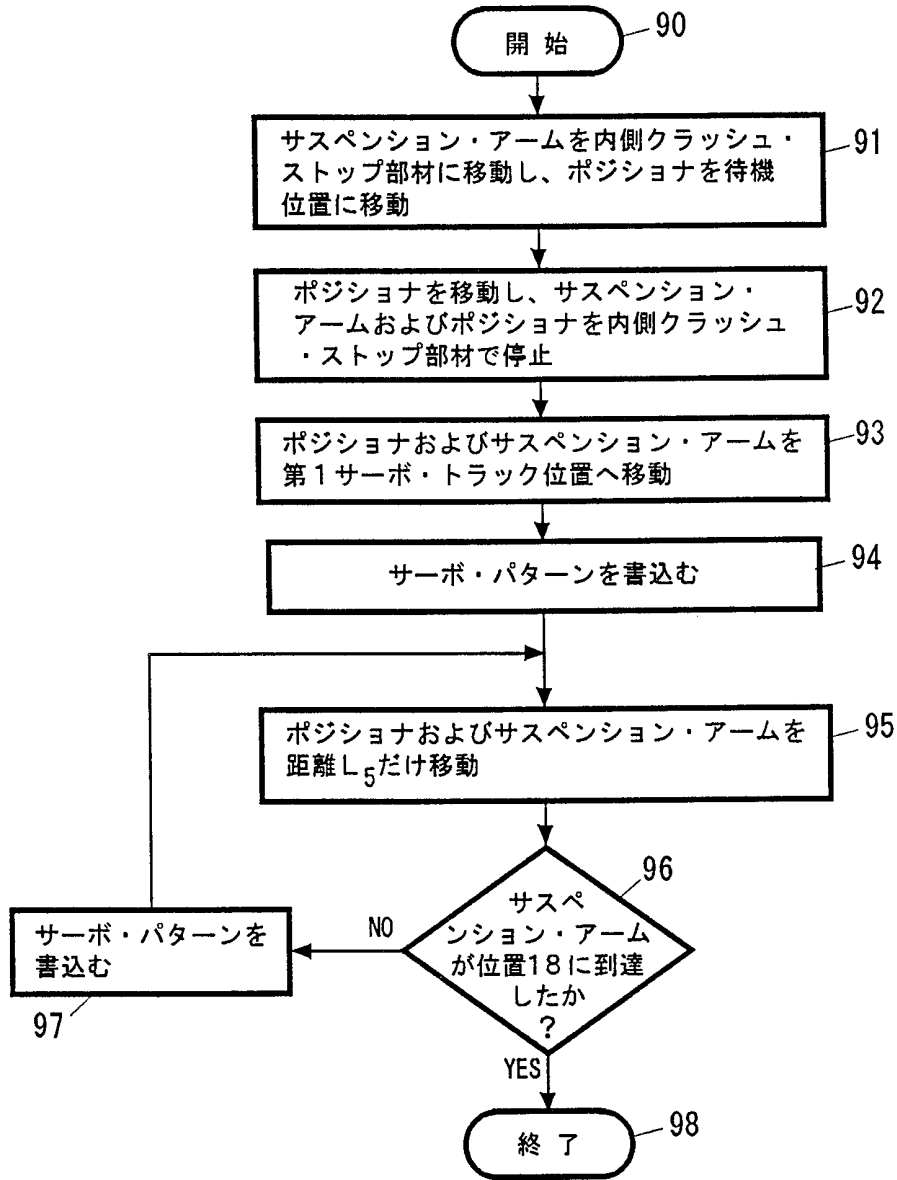 開 始
90
サスペンション・アームを内側クラッシュ・
ストップ部材に移動し、ポジショナを待機
位置に移動
91
ポジショナを移動し、サスペンション・
アームおよびポジショナを内側クラッシュ
・ストップ部材で停止
92
ポジショナおよびサスペンション・アームを
第1サーボ・トラック位置へ移動
93
サーボ・パターンを書込む
94
ポジショナおよびサスペンション・アームを
距離L5だけ移動
95
96
サスペ
ンション・アーム
が位置18に到達
したか
?
NO
サーボ・パターンを
書込む
97
YES
終 了
98